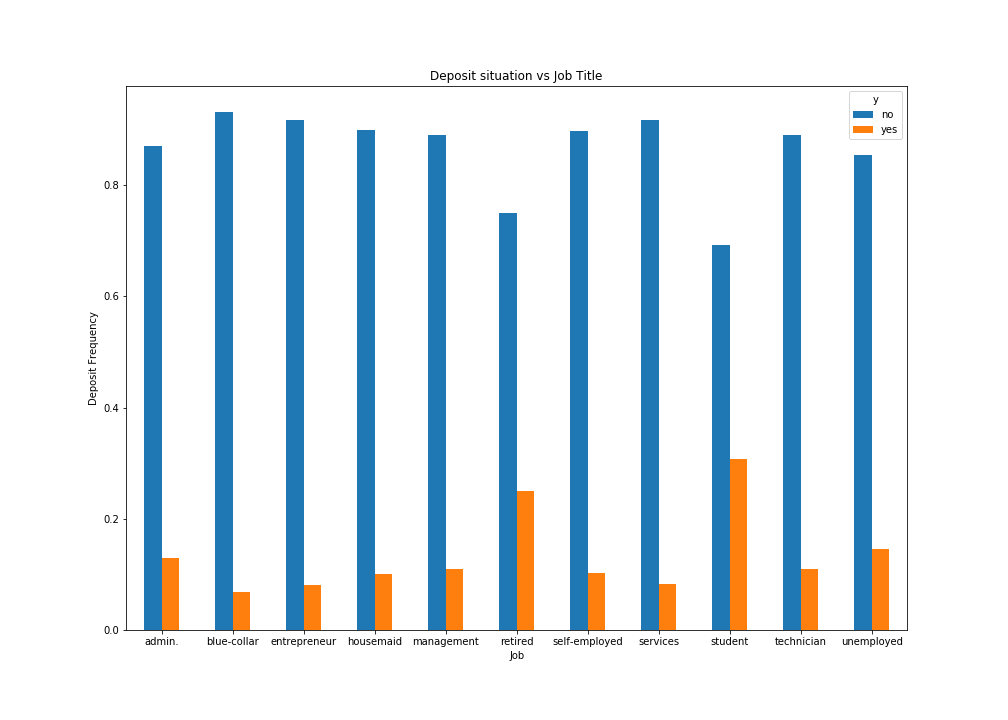 Deposit situation vs Job Title
y
no
yes
Deposit Frequency
0.8
0.6
0.4
0.2
0.0
admin. blue-collar entrepreneur housemaid management retired self-employed services student technician unemployed
Job